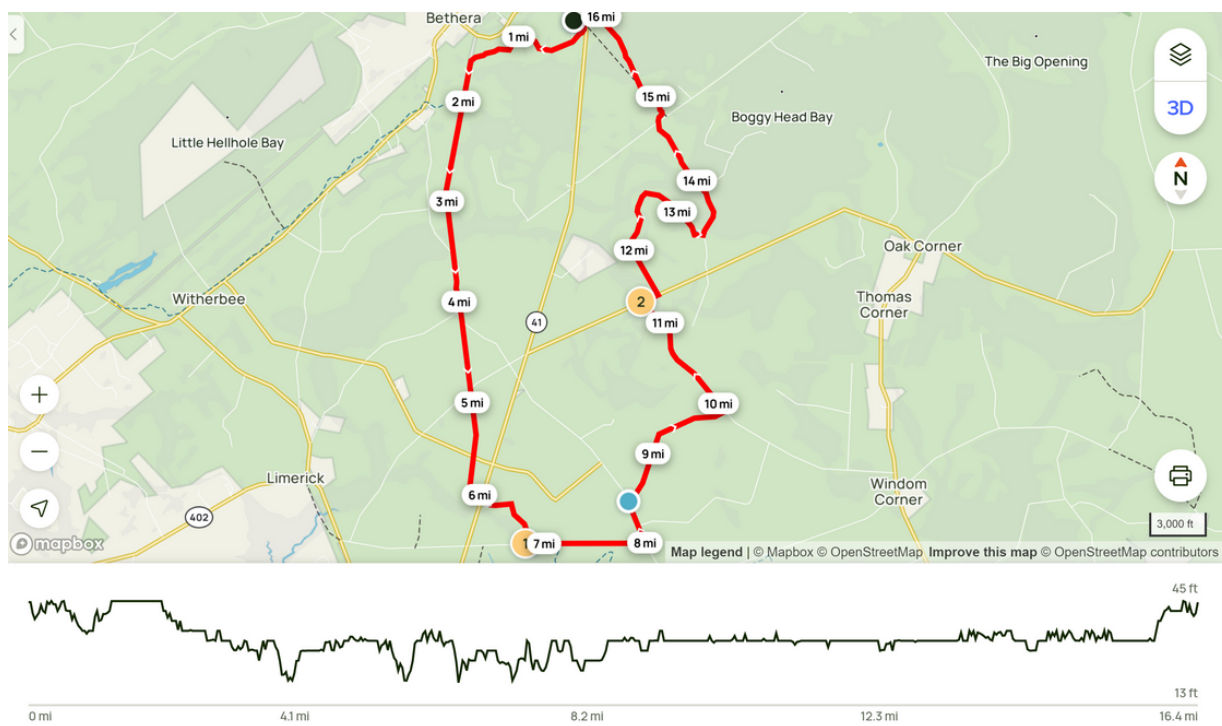 Bethera
16 mi
1 mi
The Big Opening
2 mi
15 mi
3D
Boggy Head Bay
Little Hellhole Bay
N
14 mi
3 mi
13 mi
12 mi
Oak Corner
Witherbee
4 mi
2
Thomas
Corner
41
11 mi
5 mi
10 mi
9 mi
Limerick
Windom
Corner
6 mi
402
3,000 ft
1
7 mi
8 mi
mapbox
Map legend | © Mapbox © OpenStreetMap Improve this map © OpenStreetMap contributors
45 ft
13 ft
0 mi
4.1 mi
8.2 mi
12.3 mi
16.4 mi